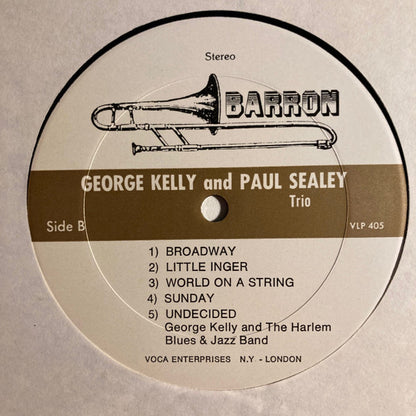 Stereo
BARRON
GEORGE KELLY and PAUL SEALEY
Trio
Side B
VLP 405
1) BROADWAY
2) LITTLE INGER
3) WORLD ON A STRING
4) SUNDAY
5) UNDECIDED
George Kelly and The Harlem
Blues & Jazz Band
VOCA ENTERPRISES N.Y - LONDON